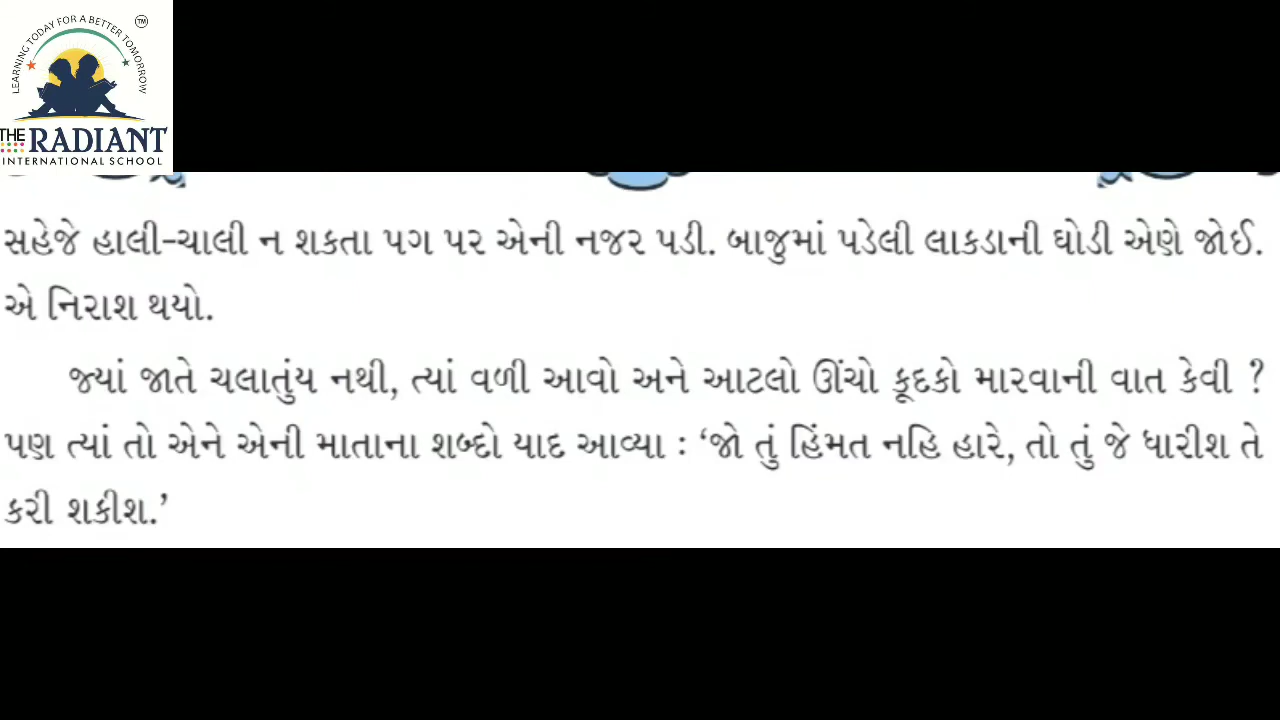 LEARNING TODAY FOR A BETTER TOMORROW
TM
THE RADIANT
INTERNATIONAL SCHOOL
સહેજે હાલી-ચાલી ન શકતા પગ પર એની નજર પડી. બાજુમાં પડેલી લાકડાની ઘોડી એણે જોઈ.
એ નિરાશ થયો.
જ્યાં જાતે ચલાતુંય નથી, ત્યાં વળી આવો અને આટલો ઊંચો કૂદકો મારવાની વાત કેવી ?
પણ ત્યાં તો એને એની માતાના શબ્દો યાદ આવ્યા : ‘જો તું હિંમત નહિ હારે, તો તું જે ધારીશ તે
કરી શકીશ.’